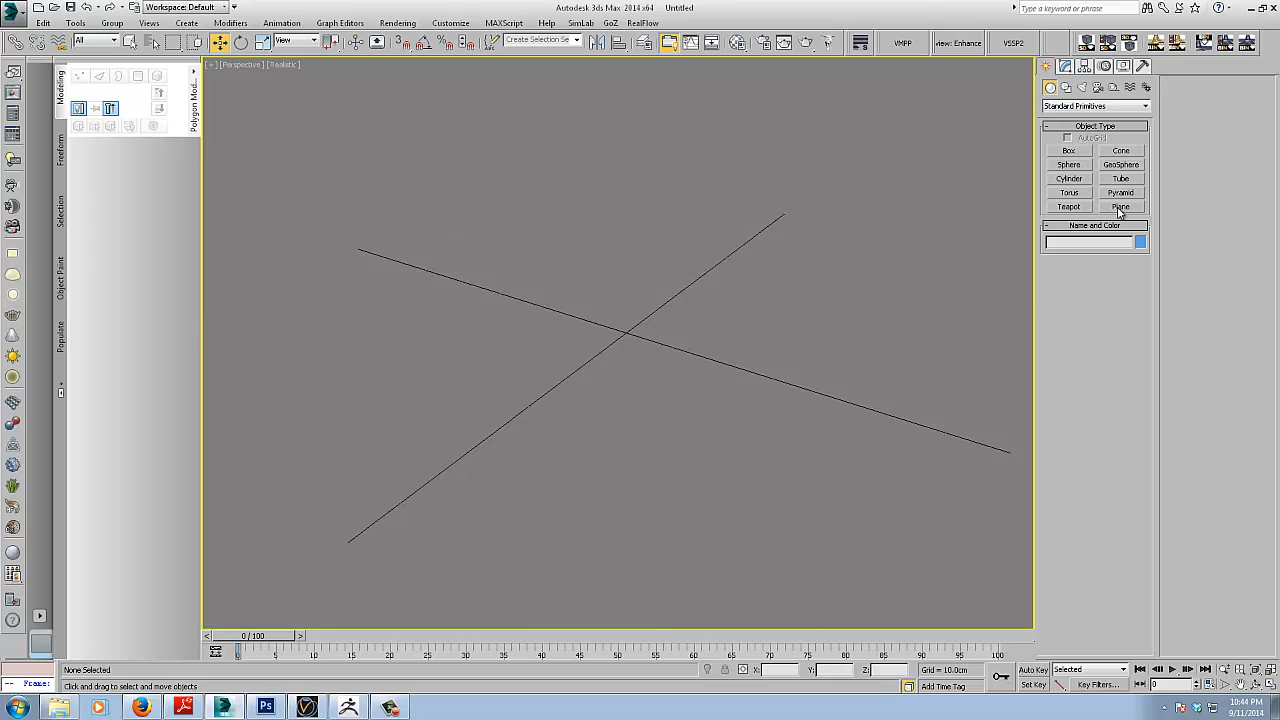 Workspace: Default
Autodesk 3ds Max 2014 x64 Untitled
Type a keyword or phrase
Edit Tools Group Views Create Modifiers Animation Graph Editors Rendering Customize MAXScript Help SimLab GoZ RealFlow
All View Create Selection Se VMPP view: Enhance VSSP2
[+] [Perspective] [Realistic]
Modeling
Polygon Mod...
Freeform
Selection
Object Paint
Populate
Standard Primitives
- Object Type
AutoGrid
Box Cone
Sphere GeoSphere
Cylinder Tube
Torus Pyramid
Teapot Plane
- Name and Color
< 0 / 100 >
0 5 10 15 20 25 30 35 40 45 50 55 60 65 70 75 80 85 90 95 100
None Selected X: Y: Z: Grid = 10.0cm Auto Key Selected
-- Frame: Click and drag to select and move objects Add Time Tag Set Key Key Filters... 0
10:44 PM
9/11/2014